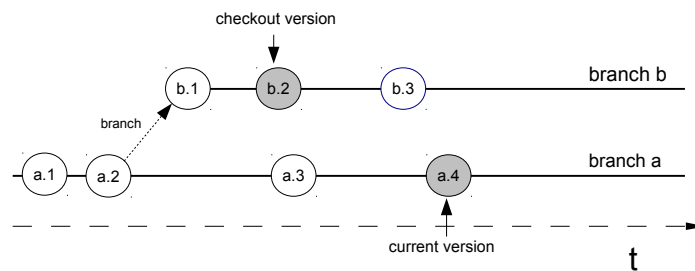 checkout version
branch b
b.1
b.2
b.3
branch
branch a
a.1
a.2
a.3
a.4
current version
t